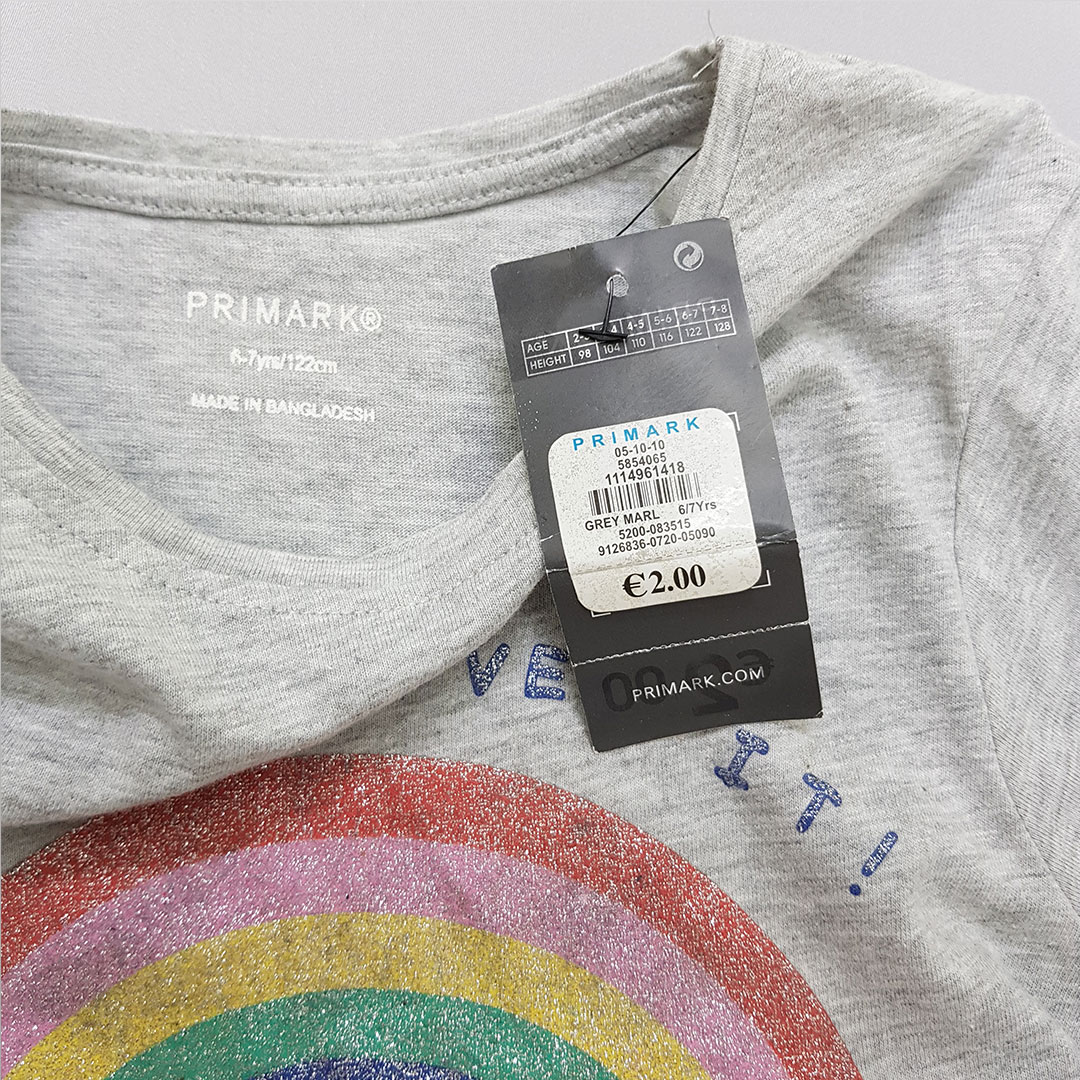 PRIMARK®
6-7yrs/122cm
MADE IN BANGLADESH
AGE 4-5 5-6 6-7 7-8
HEIGHT 98 104 110 116 122 128
PRIMARK
05-10-10
5854065
1114961418
GREY MARL 6/7Yrs
5200-083515
9126836-0720-05090
€2.00
PRIMARK.COM
VE
IT!